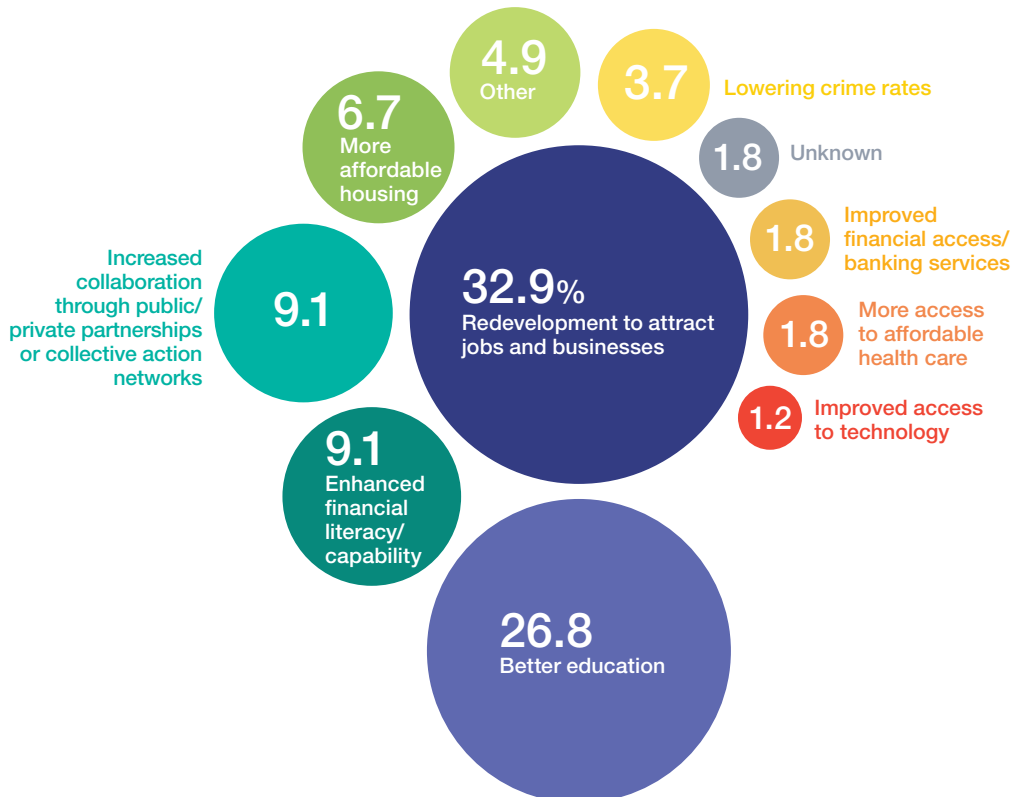 4.9
Other
3.7
Lowering crime rates
6.7
More
affordable
housing
1.8
Unknown
1.8
Improved
financial access/
banking services
Increased
collaboration
through public/
private partnerships
or collective action
networks
9.1
32.9%
Redevelopment to attract
jobs and businesses
1.8
More access
to affordable
health care
1.2
Improved access
to technology
9.1
Enhanced
financial
literacy/
capability
26.8
Better education